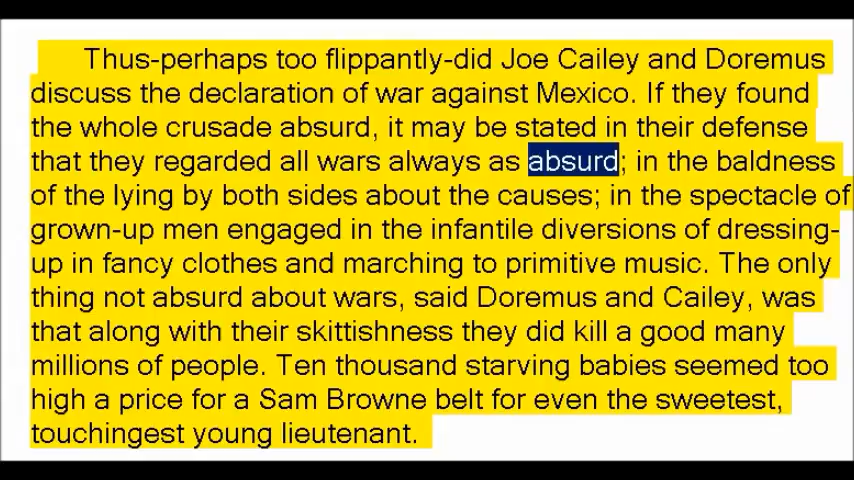 Thus-perhaps too flippantly-did Joe Cailey and Doremus
discuss the declaration of war against Mexico. If they found
the whole crusade absurd, it may be stated in their defense
that they regarded all wars always as absurd; in the baldness
of the lying by both sides about the causes; in the spectacle of
grown-up men engaged in the infantile diversions of dressing-
up in fancy clothes and marching to primitive music. The only
thing not absurd about wars, said Doremus and Cailey, was
that along with their skittishness they did kill a good many
millions of people. Ten thousand starving babies seemed too
high a price for a Sam Browne belt for even the sweetest,
touchingest young lieutenant.